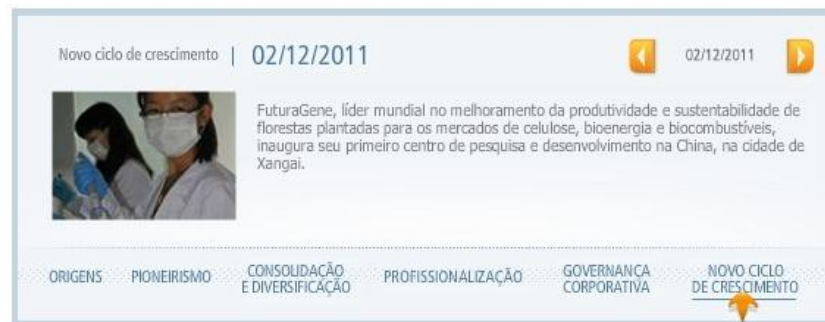 Novo ciclo de crescimento | 02/12/2011
02/12/2011
FuturaGene, líder mundial no melhoramento da produtividade e sustentabilidade de
florestas plantadas para os mercados de celulose, bioenergia e biocombustíveis,
inaugura seu primeiro centro de pesquisa e desenvolvimento na China, na cidade de
Xangai.
ORIGENS
PIONEIRISMO
CONSOLIDAÇÃO
E DIVERSIFICAÇÃO
PROFISSIONALIZAÇÃO
GOVERNANÇA
CORPORATIVA
NOVO CICLO
DE CRESCIMENTO